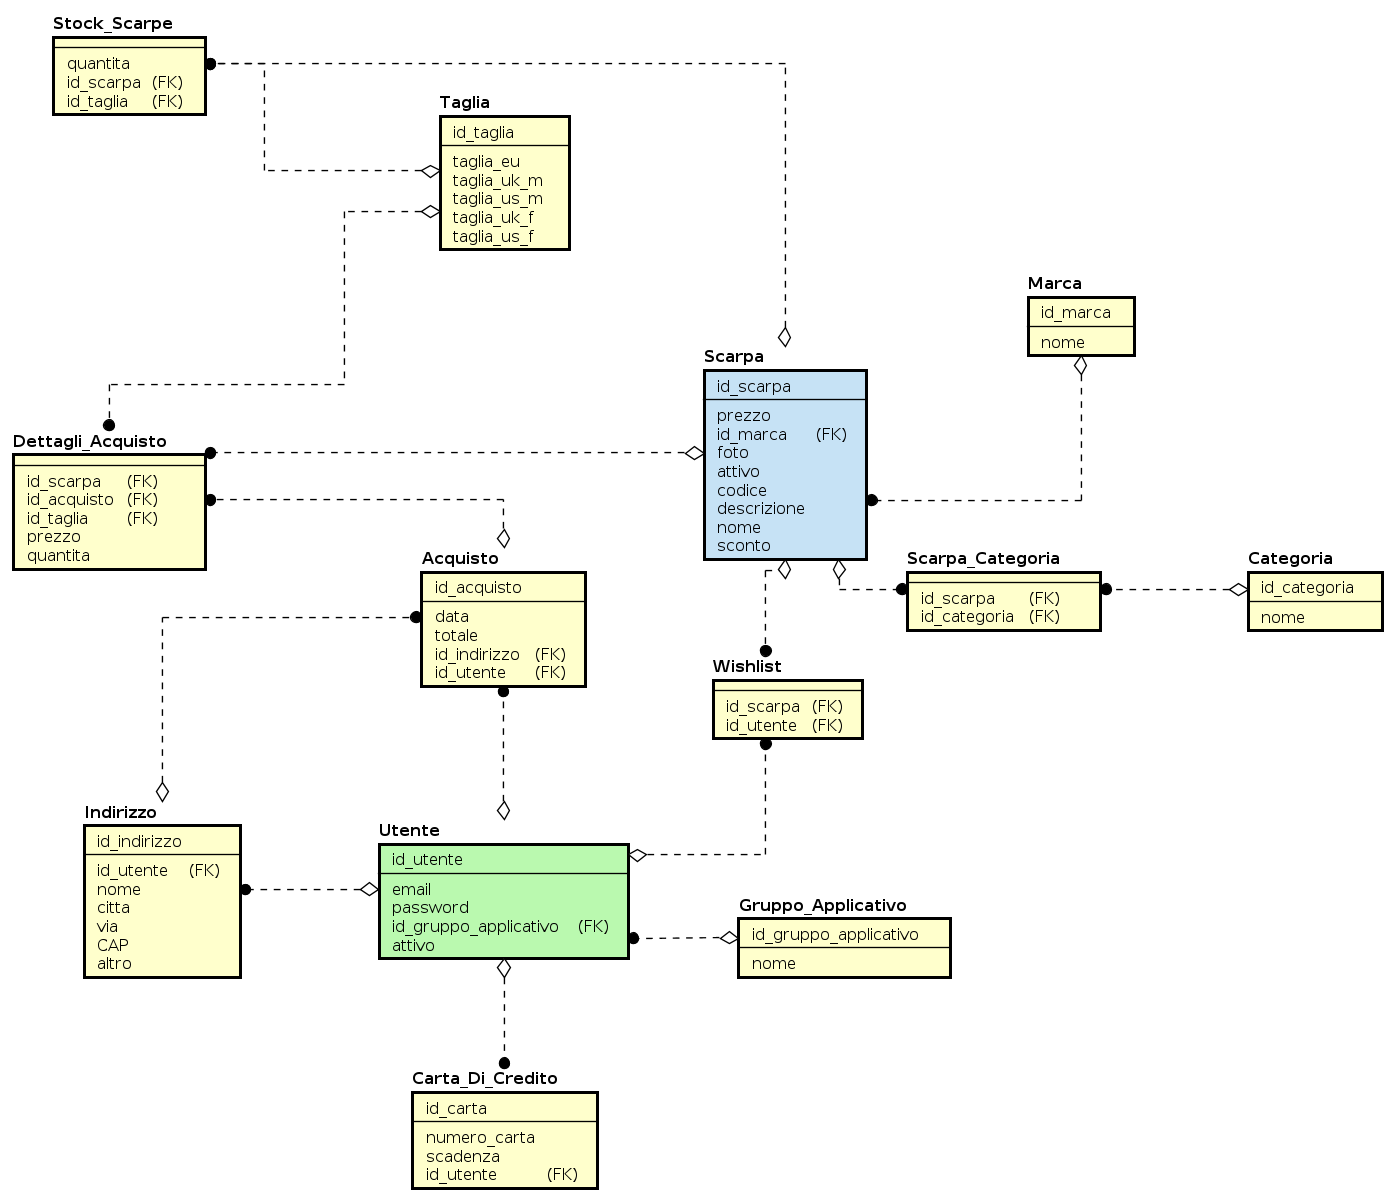 Stock_Scarpe
quantita
id_scarpa (FK)
id_taglia (FK)
Taglia
id_taglia
taglia_eu
taglia_uk_m
taglia_us_m
taglia_uk_f
taglia_us_f
Marca
id_marca
nome
Scarpa
id_scarpa
prezzo
id_marca (FK)
foto
attivo
codice
descrizione
nome
sconto
Dettagli_Acquisto
id_scarpa (FK)
id_acquisto (FK)
id_taglia (FK)
prezzo
quantita
Acquisto
id_acquisto
data
totale
id_indirizzo (FK)
id_utente (FK)
Scarpa_Categoria
id_scarpa (FK)
id_categoria (FK)
Categoria
id_categoria
nome
Wishlist
id_scarpa (FK)
id_utente (FK)
Indirizzo
id_indirizzo
id_utente (FK)
nome
citta
via
CAP
altro
Utente
id_utente
email
password
id_gruppo_applicativo (FK)
attivo
Gruppo_Applicativo
id_gruppo_applicativo
nome
Carta_Di_Credito
id_carta
numero_carta
scadenza
id_utente (FK)